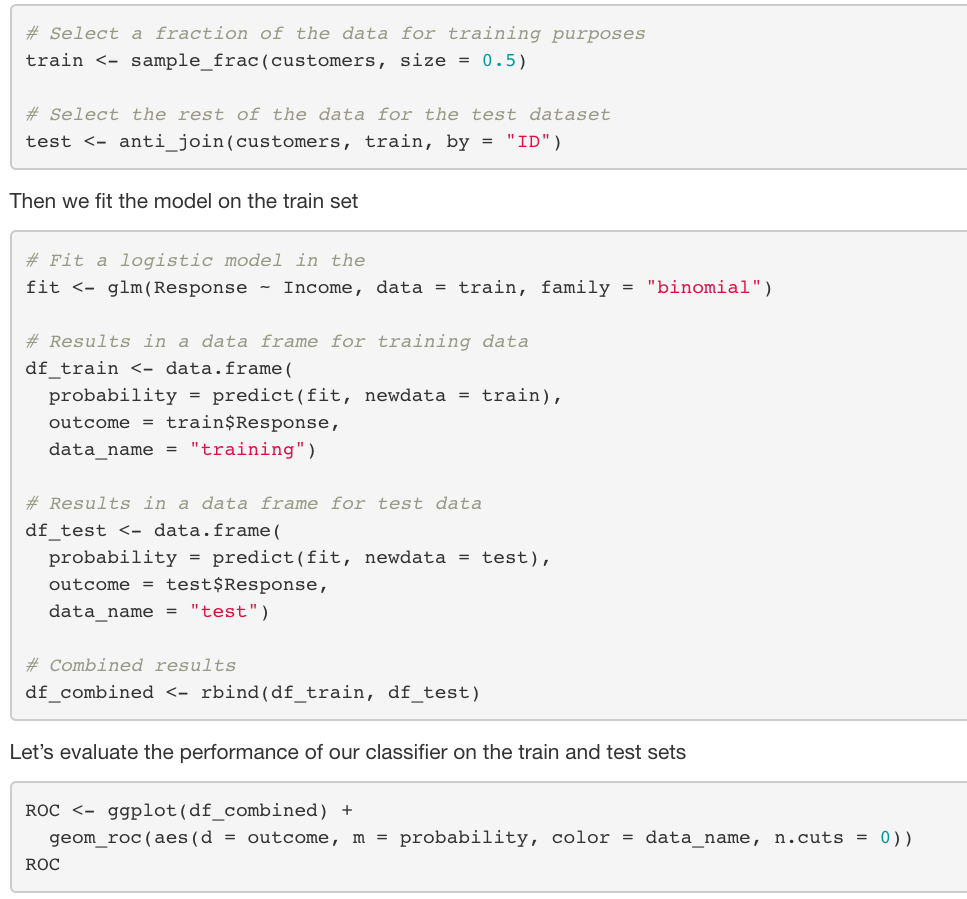 # Select a fraction of the data for training purposes
train <- sample_frac(customers, size = 0.5)
# Select the rest of the data for the test dataset
test <- anti_join(customers, train, by = "ID")
Then we fit the model on the train set
# Fit a logistic model in the
fit <- glm(Response ~ Income, data = train, family = "binomial")
# Results in a data frame for training data
df_train <- data.frame(
  probability = predict(fit, newdata = train),
  outcome = train$Response,
  data_name = "training")
# Results in a data frame for test data
df_test <- data.frame(
  probability = predict(fit, newdata = test),
  outcome = test$Response,
  data_name = "test")
# Combined results
df_combined <- rbind(df_train, df_test)
Let’s evaluate the performance of our classifier on the train and test sets
ROC <- ggplot(df_combined) +
  geom_roc(aes(d = outcome, m = probability, color = data_name, n.cuts = 0))
ROC